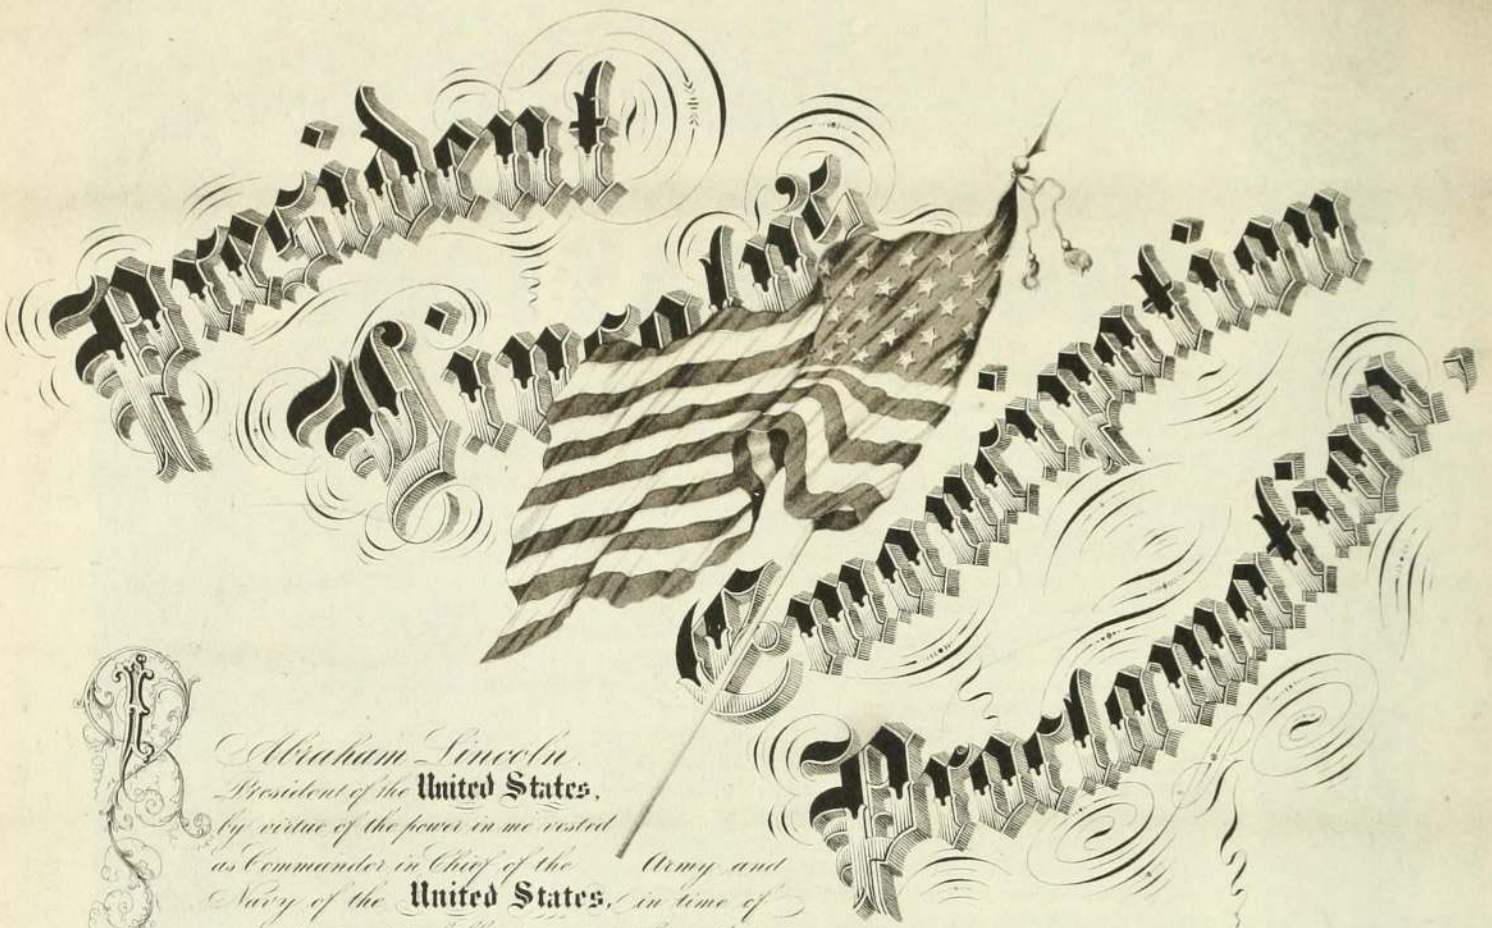 President
Lincoln's
Emancipation
Proclamation.
I
Abraham Lincoln.
President of the United States,
by virtue of the power in me vested
as Commander in Chief of the Army and
Navy of the United States, in time of